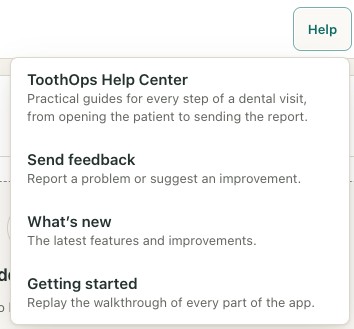 Help
ToothOps Help Center
Practical guides for every step of a dental visit,
from opening the patient to sending the report.
Send feedback
Report a problem or suggest an improvement.
What's new
The latest features and improvements.
Getting started
Replay the walkthrough of every part of the app.